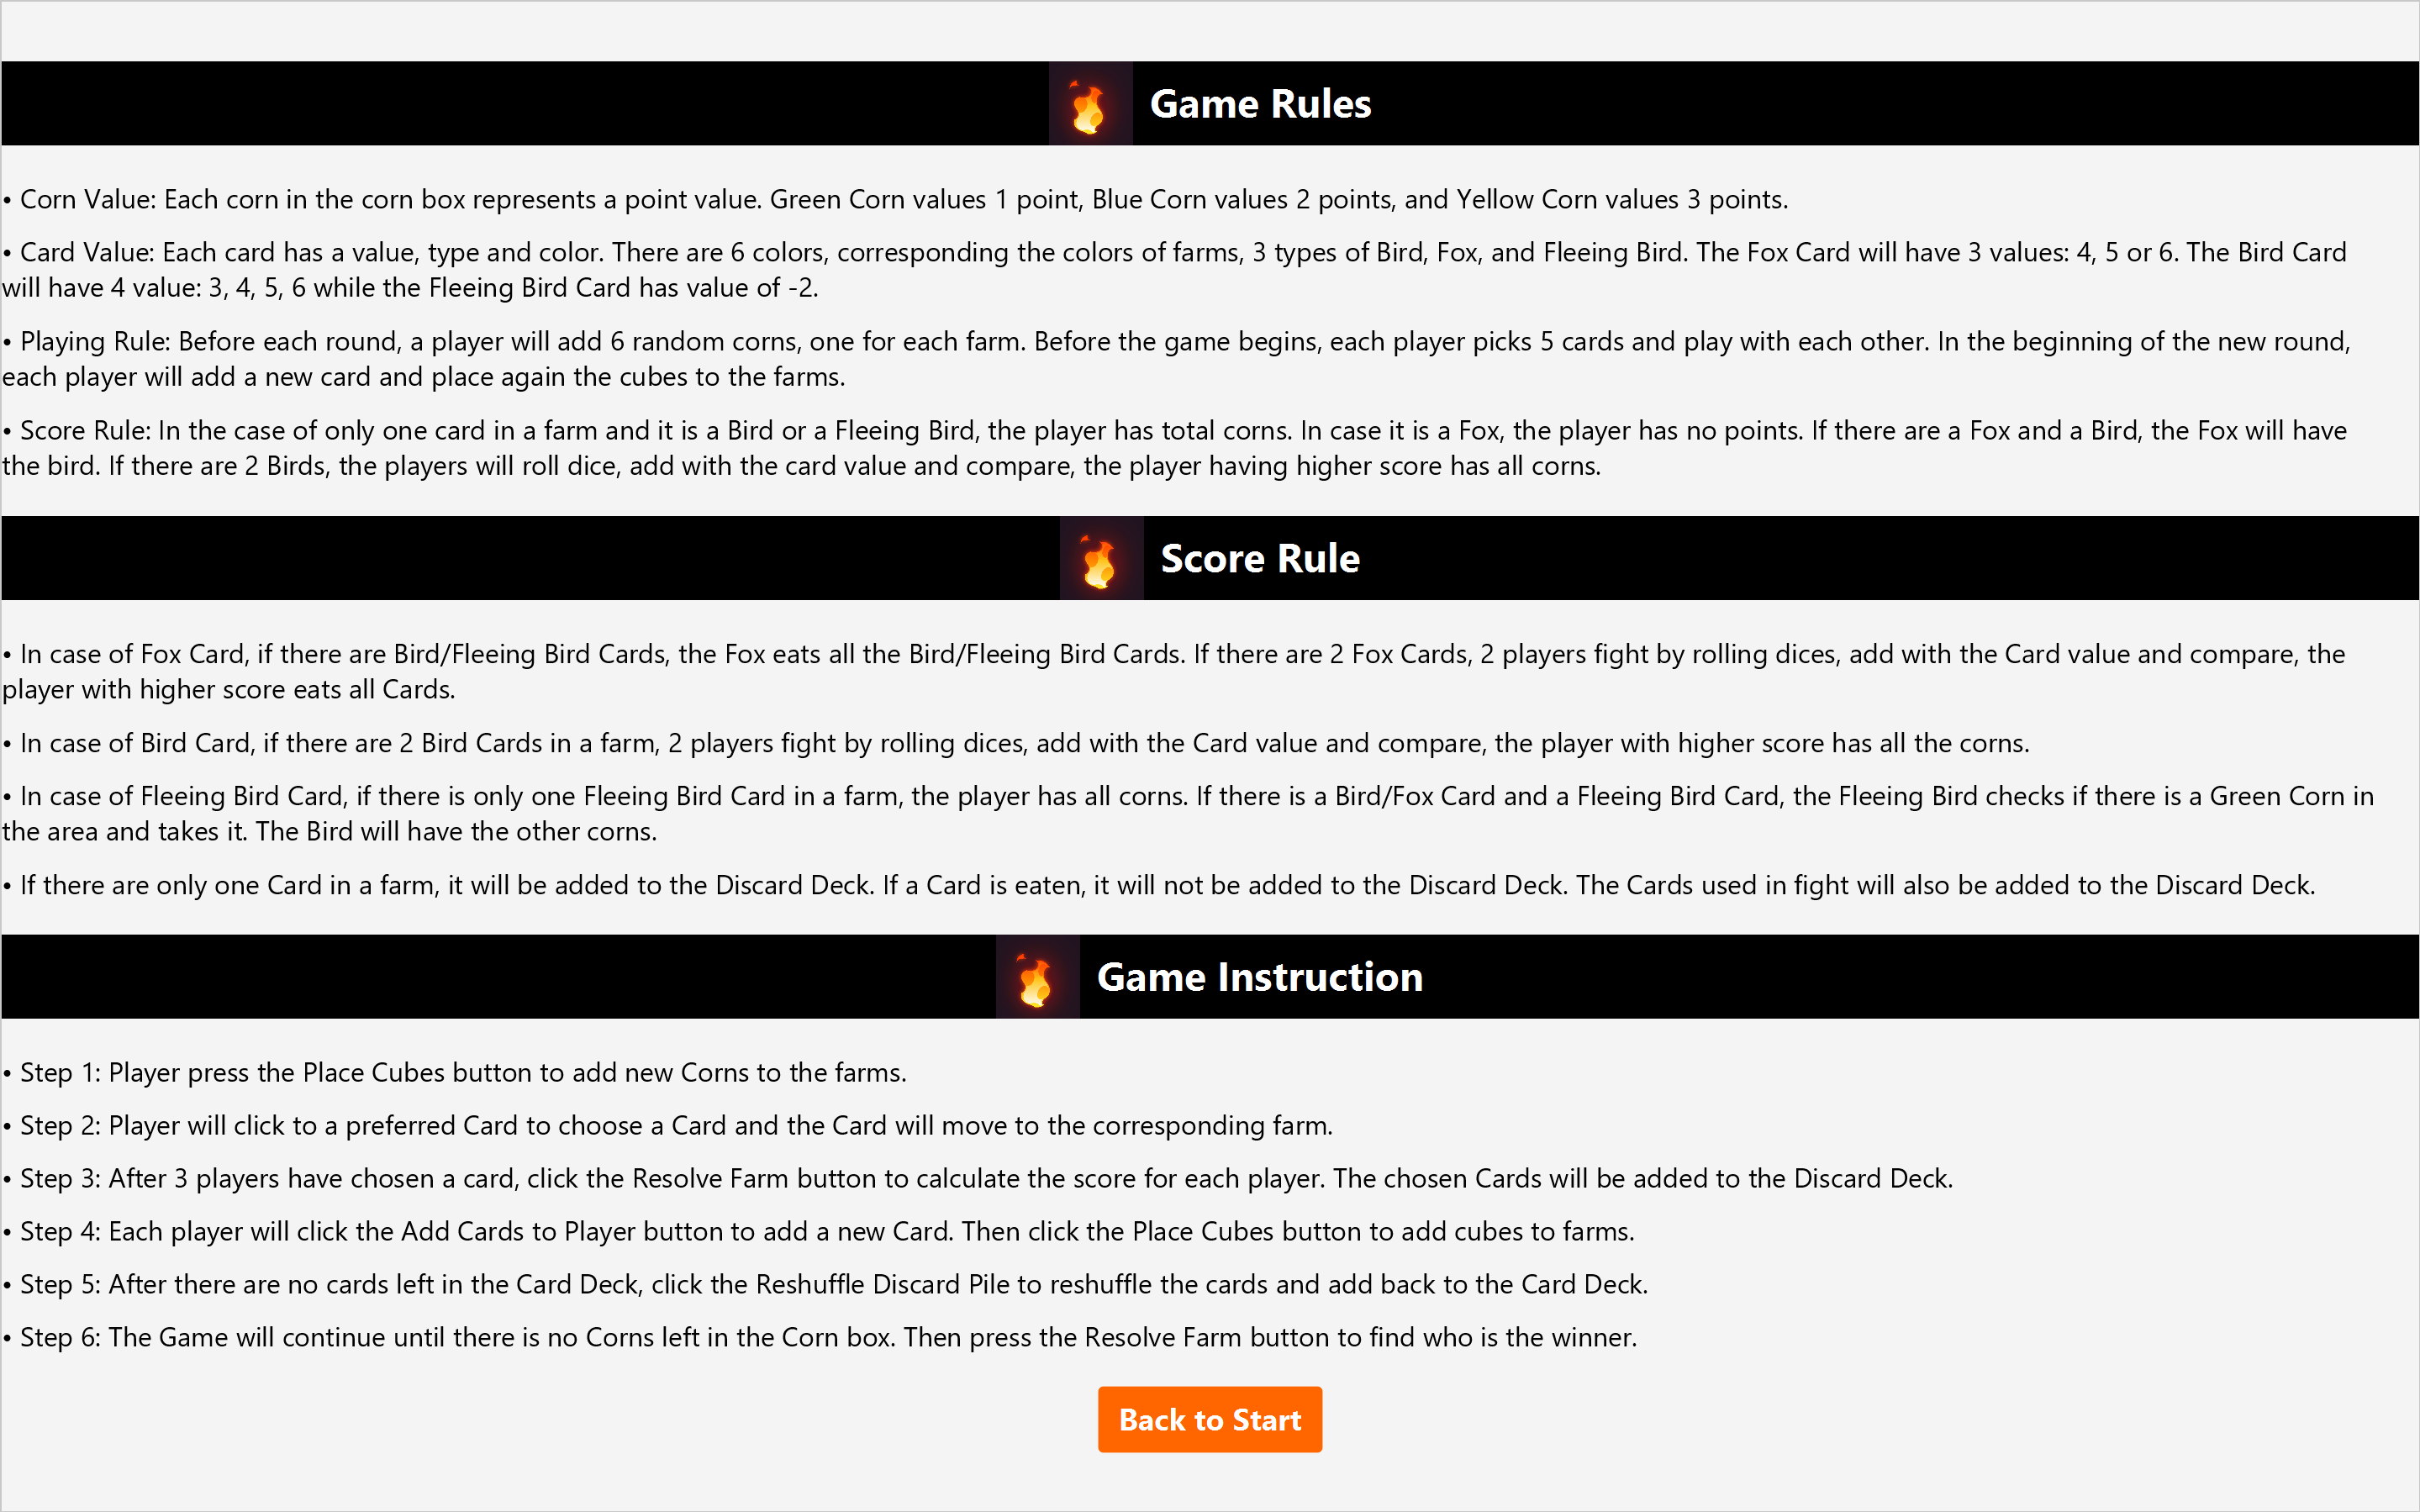 Game Rules
• Corn Value: Each corn in the corn box represents a point value. Green Corn values 1 point, Blue Corn values 2 points, and Yellow Corn values 3 points.
• Card Value: Each card has a value, type and color. There are 6 colors, corresponding the colors of farms, 3 types of Bird, Fox, and Fleeing Bird. The Fox Card will have 3 values: 4, 5 or 6. The Bird Card
will have 4 value: 3, 4, 5, 6 while the Fleeing Bird Card has value of -2.
• Playing Rule: Before each round, a player will add 6 random corns, one for each farm. Before the game begins, each player picks 5 cards and play with each other. In the beginning of the new round,
each player will add a new card and place again the cubes to the farms.
• Score Rule: In the case of only one card in a farm and it is a Bird or a Fleeing Bird, the player has total corns. In case it is a Fox, the player has no points. If there are a Fox and a Bird, the Fox will have
the bird. If there are 2 Birds, the players will roll dice, add with the card value and compare, the player having higher score has all corns.
Score Rule
• In case of Fox Card, if there are Bird/Fleeing Bird Cards, the Fox eats all the Bird/Fleeing Bird Cards. If there are 2 Fox Cards, 2 players fight by rolling dices, add with the Card value and compare, the
player with higher score eats all Cards.
• In case of Bird Card, if there are 2 Bird Cards in a farm, 2 players fight by rolling dices, add with the Card value and compare, the player with higher score has all the corns.
• In case of Fleeing Bird Card, if there is only one Fleeing Bird Card in a farm, the player has all corns. If there is a Bird/Fox Card and a Fleeing Bird Card, the Fleeing Bird checks if there is a Green Corn in
the area and takes it. The Bird will have the other corns.
• If there are only one Card in a farm, it will be added to the Discard Deck. If a Card is eaten, it will not be added to the Discard Deck. The Cards used in fight will also be added to the Discard Deck.
Game Instruction
• Step 1: Player press the Place Cubes button to add new Corns to the farms.
• Step 2: Player will click to a preferred Card to choose a Card and the Card will move to the corresponding farm.
• Step 3: After 3 players have chosen a card, click the Resolve Farm button to calculate the score for each player. The chosen Cards will be added to the Discard Deck.
• Step 4: Each player will click the Add Cards to Player button to add a new Card. Then click the Place Cubes button to add cubes to farms.
• Step 5: After there are no cards left in the Card Deck, click the Reshuffle Discard Pile to reshuffle the cards and add back to the Card Deck.
• Step 6: The Game will continue until there is no Corns left in the Corn box. Then press the Resolve Farm button to find who is the winner.
Back to Start